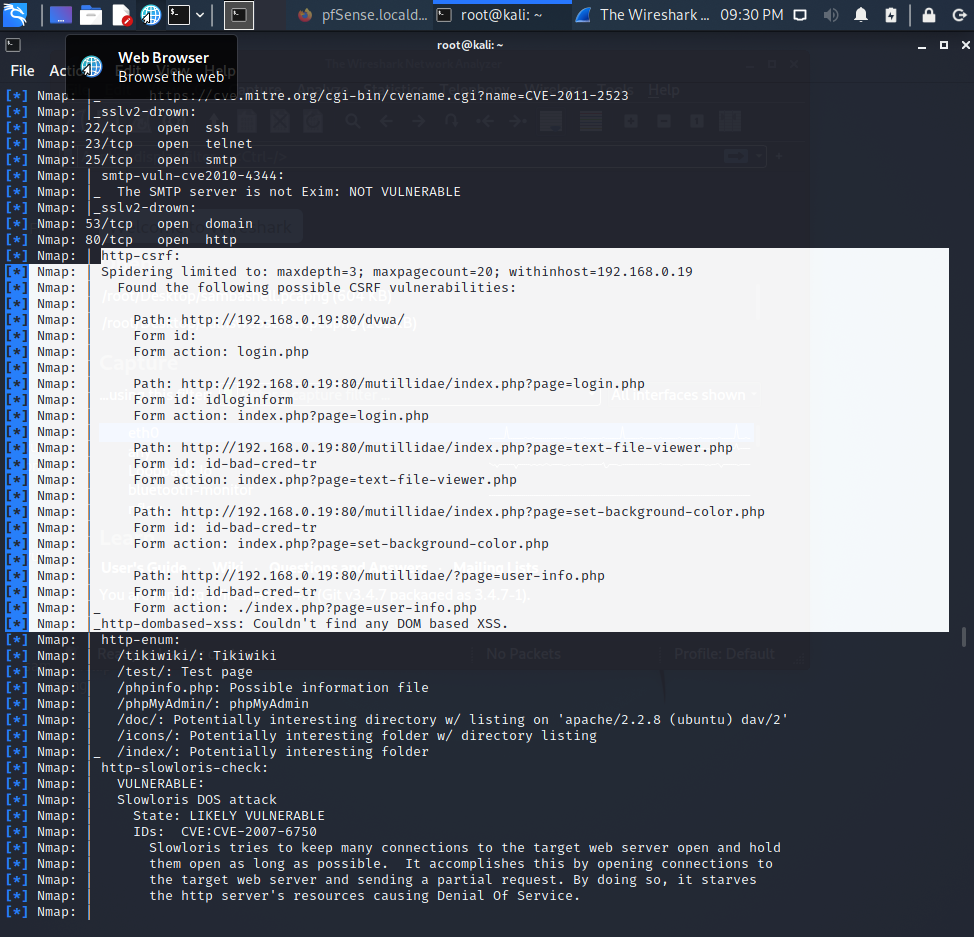 pfSense.locald...
root@kali: ~
The Wireshark ...
09:30 PM
root@kali: ~
File Actions Edit View Help
Web Browser
Browse the web
[*] Nmap: |_ https://cve.mitre.org/cgi-bin/cvename.cgi?name=CVE-2011-2523
[*] Nmap: |_sslv2-drown:
[*] Nmap: 22/tcp open ssh
[*] Nmap: 23/tcp open telnet
[*] Nmap: 25/tcp open smtp
[*] Nmap: | smtp-vuln-cve2010-4344:
[*] Nmap: |_ The SMTP server is not Exim: NOT VULNERABLE
[*] Nmap: |_sslv2-drown:
[*] Nmap: 53/tcp open domain
[*] Nmap: 80/tcp open http
[*] Nmap: | http-csrf:
[*] Nmap: | Spidering limited to: maxdepth=3; maxpagecount=20; withinhost=192.168.0.19
[*] Nmap: | Found the following possible CSRF vulnerabilities:
[*] Nmap: |
[*] Nmap: | Path: http://192.168.0.19:80/dvwa/
[*] Nmap: | Form id:
[*] Nmap: | Form action: login.php
[*] Nmap: |
[*] Nmap: | Path: http://192.168.0.19:80/mutillidae/index.php?page=login.php
[*] Nmap: | Form id: idloginform
[*] Nmap: | Form action: index.php?page=login.php
[*] Nmap: |
[*] Nmap: | Path: http://192.168.0.19:80/mutillidae/index.php?page=text-file-viewer.php
[*] Nmap: | Form id: id-bad-cred-tr
[*] Nmap: | Form action: index.php?page=text-file-viewer.php
[*] Nmap: |
[*] Nmap: | Path: http://192.168.0.19:80/mutillidae/index.php?page=set-background-color.php
[*] Nmap: | Form id: id-bad-cred-tr
[*] Nmap: | Form action: index.php?page=set-background-color.php
[*] Nmap: |
[*] Nmap: | Path: http://192.168.0.19:80/mutillidae/?page=user-info.php
[*] Nmap: | Form id: id-bad-cred-tr
[*] Nmap: |_ Form action: ./index.php?page=user-info.php
[*] Nmap: |_http-dombased-xss: Couldn't find any DOM based XSS.
[*] Nmap: | http-enum:
[*] Nmap: | /tikiwiki/: Tikiwiki
[*] Nmap: | /test/: Test page
[*] Nmap: | /phpinfo.php: Possible information file
[*] Nmap: | /phpMyAdmin/: phpMyAdmin
[*] Nmap: | /doc/: Potentially interesting directory w/ listing on 'apache/2.2.8 (ubuntu) dav/2'
[*] Nmap: | /icons/: Potentially interesting folder w/ directory listing
[*] Nmap: |_ /index/: Potentially interesting folder
[*] Nmap: | http-slowloris-check:
[*] Nmap: | VULNERABLE:
[*] Nmap: | Slowloris DOS attack
[*] Nmap: | State: LIKELY VULNERABLE
[*] Nmap: | IDs: CVE:CVE-2007-6750
[*] Nmap: | Slowloris tries to keep many connections to the target web server open and hold
[*] Nmap: | them open as long as possible. It accomplishes this by opening connections to
[*] Nmap: | the target web server and sending a partial request. By doing so, it starves
[*] Nmap: | the http server's resources causing Denial Of Service.
[*] Nmap: |